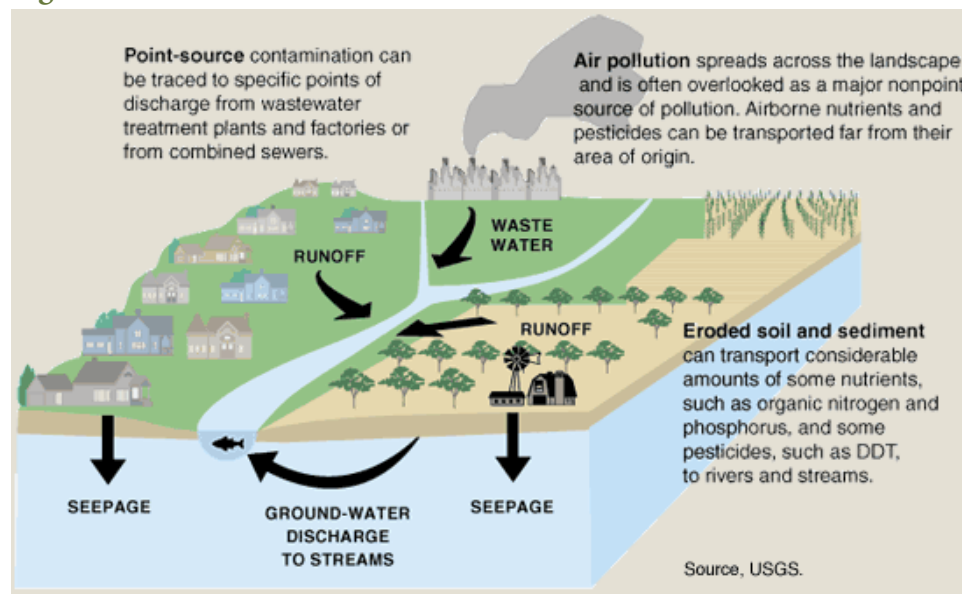 Point-source contamination can
be traced to specific points of
discharge from wastewater
treatment plants and factories or
from combined sewers.
Air pollution spreads across the landscape
and is often overlooked as a major nonpoint
source of pollution. Airborne nutrients and
pesticides can be transported far from their
area of origin.
WASTE
WATER
RUNOFF
RUNOFF
Eroded soil and sediment
can transport considerable
amounts of some nutrients,
such as organic nitrogen and
phosphorus, and some
pesticides, such as DDT,
to rivers and streams.
SEEPAGE
GROUND-WATER
DISCHARGE
TO STREAMS
SEEPAGE
Source, USGS.